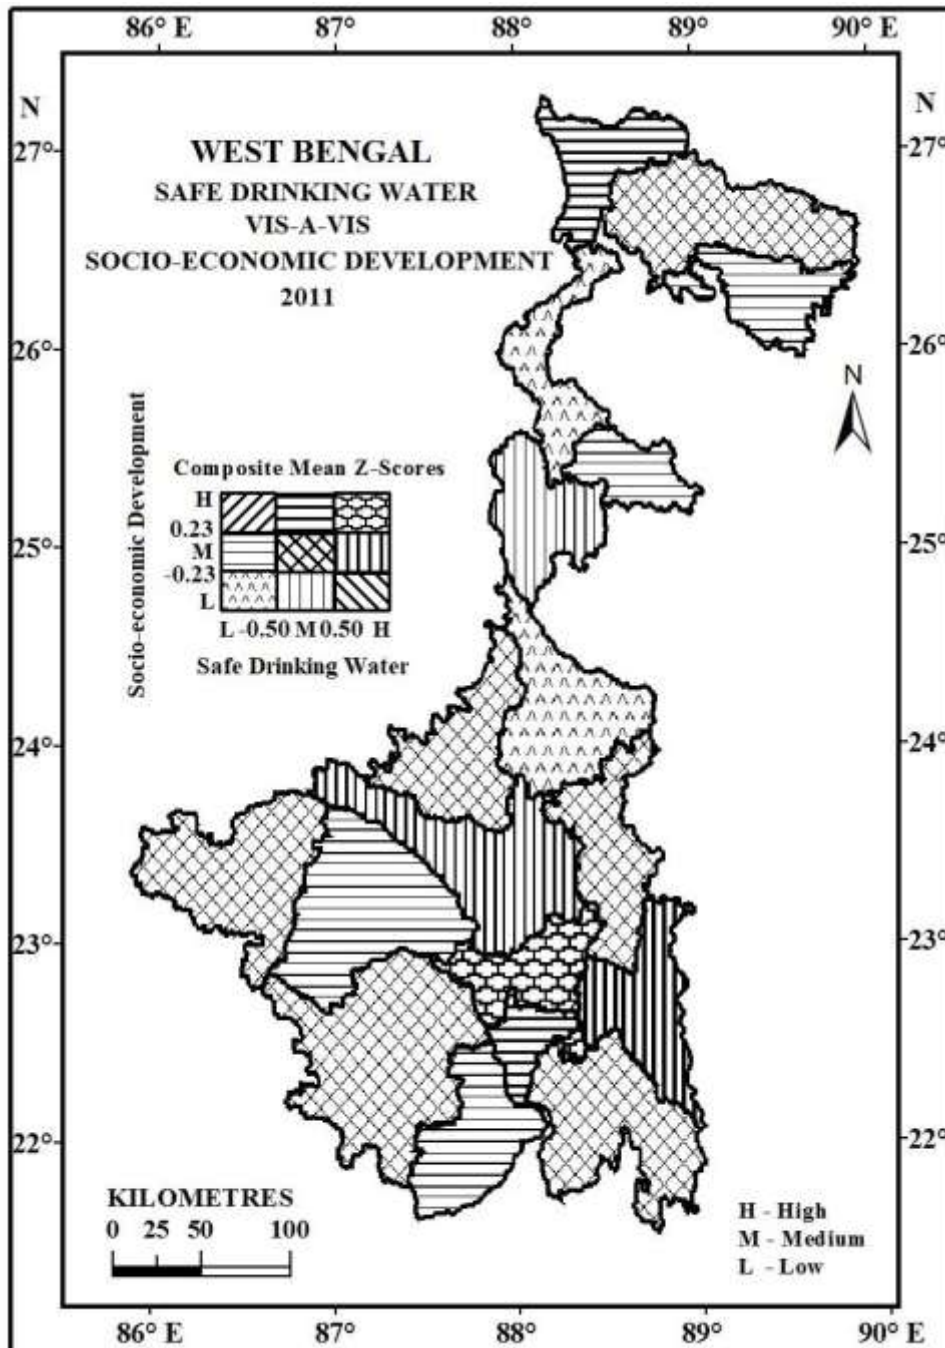 86° E 87° 88° 89° 90° E
N N
27° 27°
WEST BENGAL
SAFE DRINKING WATER
VIS-A-VIS
SOCIO-ECONOMIC DEVELOPMENT
2011
26° 26°
N
Socio-economic Development
Composite Mean Z-Scores
H
0.23
M
-0.23
L
L -0.50 M 0.50 H
Safe Drinking Water
25° 25°
24° 24°
23° 23°
22° 22°
KILOMETRES
0 25 50 100
H - High
M - Medium
L - Low
86° E 87° 88° 89° 90° E